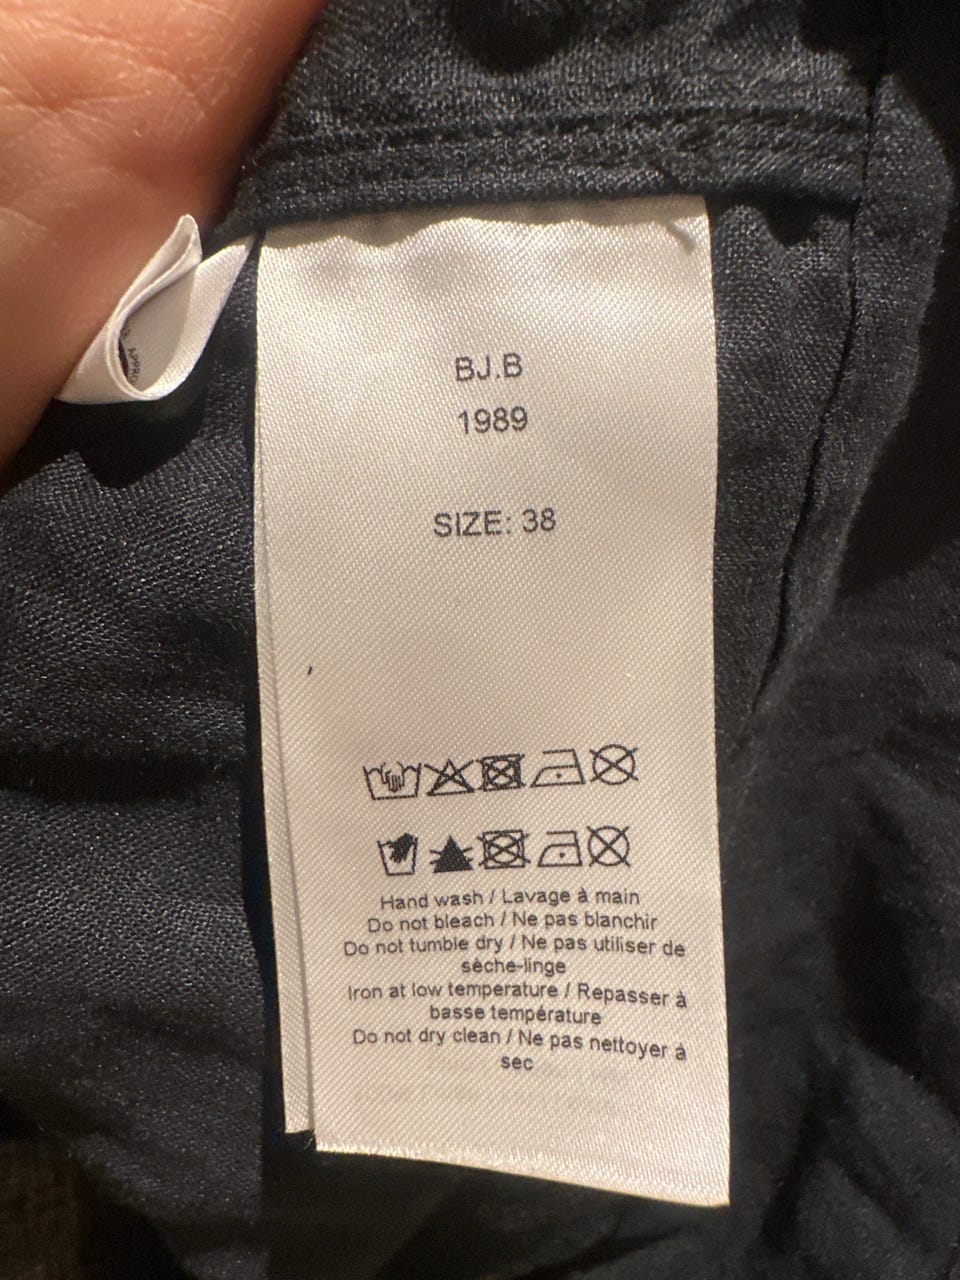 BJ.B
1989
SIZE: 38
Hand wash / Lavage à main
Do not bleach / Ne pas blanchir
Do not tumble dry / Ne pas utiliser de
sèche-linge
Iron at low temperature / Repasser à
basse température
Do not dry clean / Ne pas nettoyer à
sec